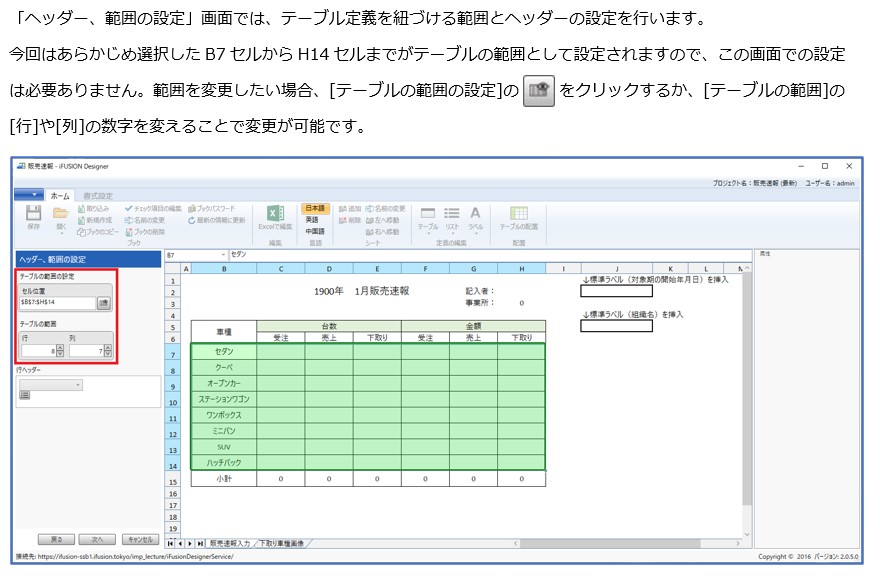 「ヘッダー、範囲の設定」画面では、テーブル定義を紐づける範囲とヘッダーの設定を行います。
今回はあらかじめ選択した B7 セルから H14 セルまでがテーブルの範囲として設定されますので、この画面での設定
は必要ありません。範囲を変更したい場合、[テーブルの範囲の設定]の をクリックするか、[テーブルの範囲]の
[行]や[列]の数字を変えることで変更が可能です。
販売速報 - iFUSION Designer
プロジェクト名：販売速報 (最新) ユーザー名：admin
ホーム 書式設定
保存 開く 取り込み 新規作成 ブックのコピー チェック項目の編集 名前の変更 ブックの削除 ブックパスワード 最新の情報に更新
Excelで編集 日本語 英語 中国語 追加 削除 名前の変更 左へ移動 右へ移動
テーブル リスト ラベル テーブルの配置
ブック 編集 言語 シート 定義の編集 配置
ヘッダー、範囲の設定
B7 セダン
属性
テーブルの範囲の設定
セル位置
$B$7:$H$14
テーブルの範囲
行 列
8 7
行ヘッダー
A B C D E F G H I J K L M
1 ↓標準ラベル（対象期の開始年月日）を挿入
2 1900年 1月販売速報 記入者：
3 事業所： 0
4 ↓標準ラベル（組織名）を挿入
5 車種 台数 金額
6 受注 売上 下取り 受注 売上 下取り
7 セダン
8 クーペ
9 オープンカー
10 ステーションワゴン
11 ワンボックス
12 ミニバン
13 SUV
14 ハッチバック
15 小計 0 0 0 0 0 0
16
17
18
19
戻る 次へ キャンセル
販売速報入力 下取り車種画像
接続先: https://ifusion-ssb1.ifusion.tokyo/imp_lecture/iFusionDesignerService/
Copyright © 2016 バージョン: 2.0.5.0